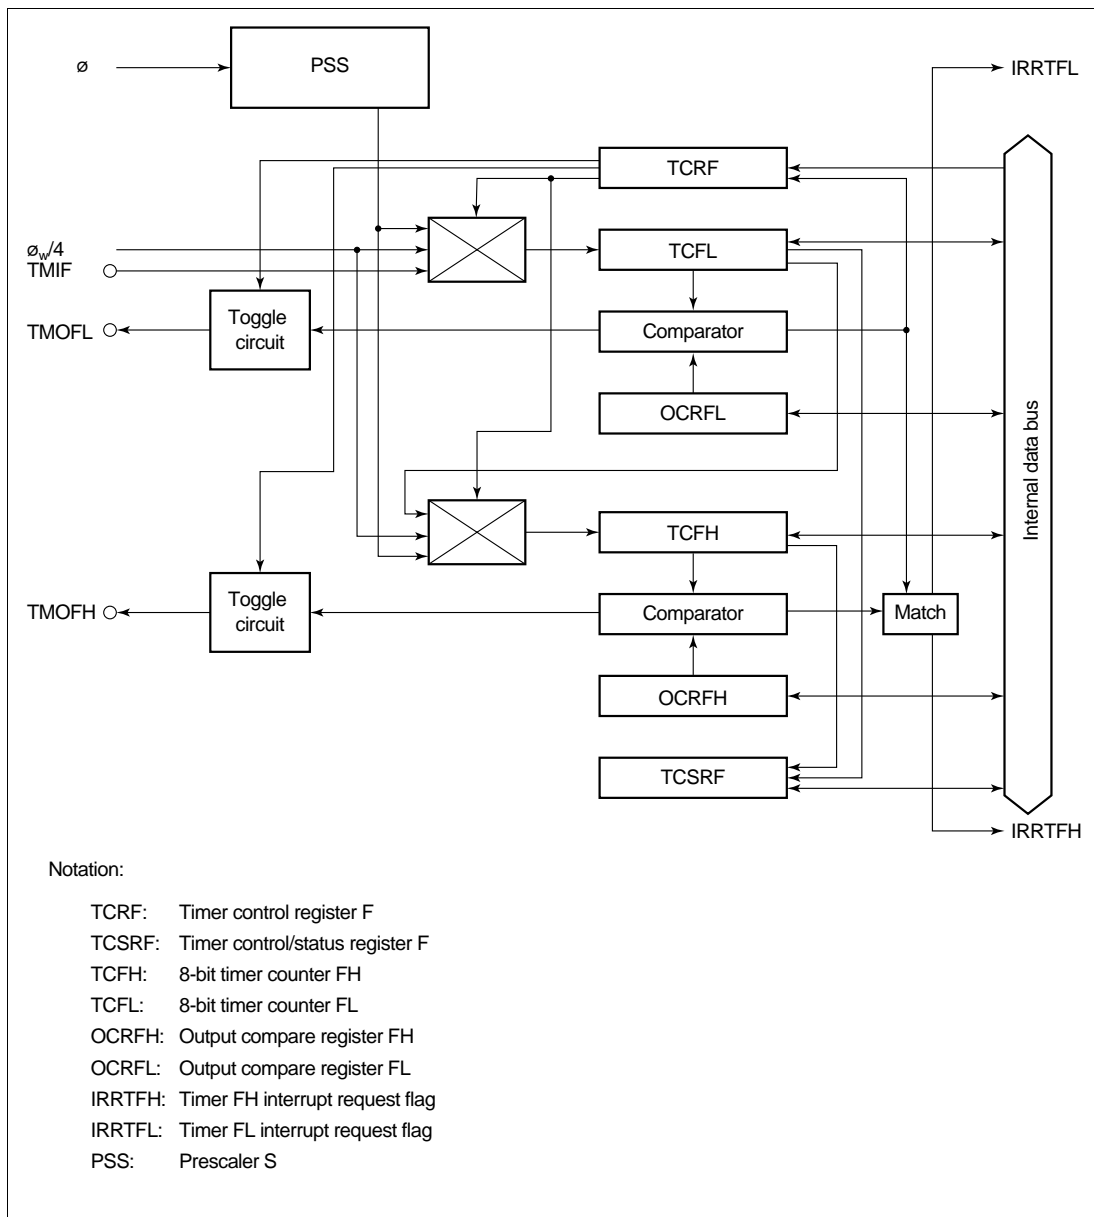 ø
PSS
IRRTFL
TCRF
ø_w/4
TMIF
TCFL
TMOFL
Toggle
circuit
Comparator
OCRFL
Internal data bus
TCFH
TMOFH
Toggle
circuit
Comparator
Match
OCRFH
TCSRF
IRRTFH
Notation:
TCRF: Timer control register F
TCSRF: Timer control/status register F
TCFH: 8-bit timer counter FH
TCFL: 8-bit timer counter FL
OCRFH: Output compare register FH
OCRFL: Output compare register FL
IRRTFH: Timer FH interrupt request flag
IRRTFL: Timer FL interrupt request flag
PSS: Prescaler S